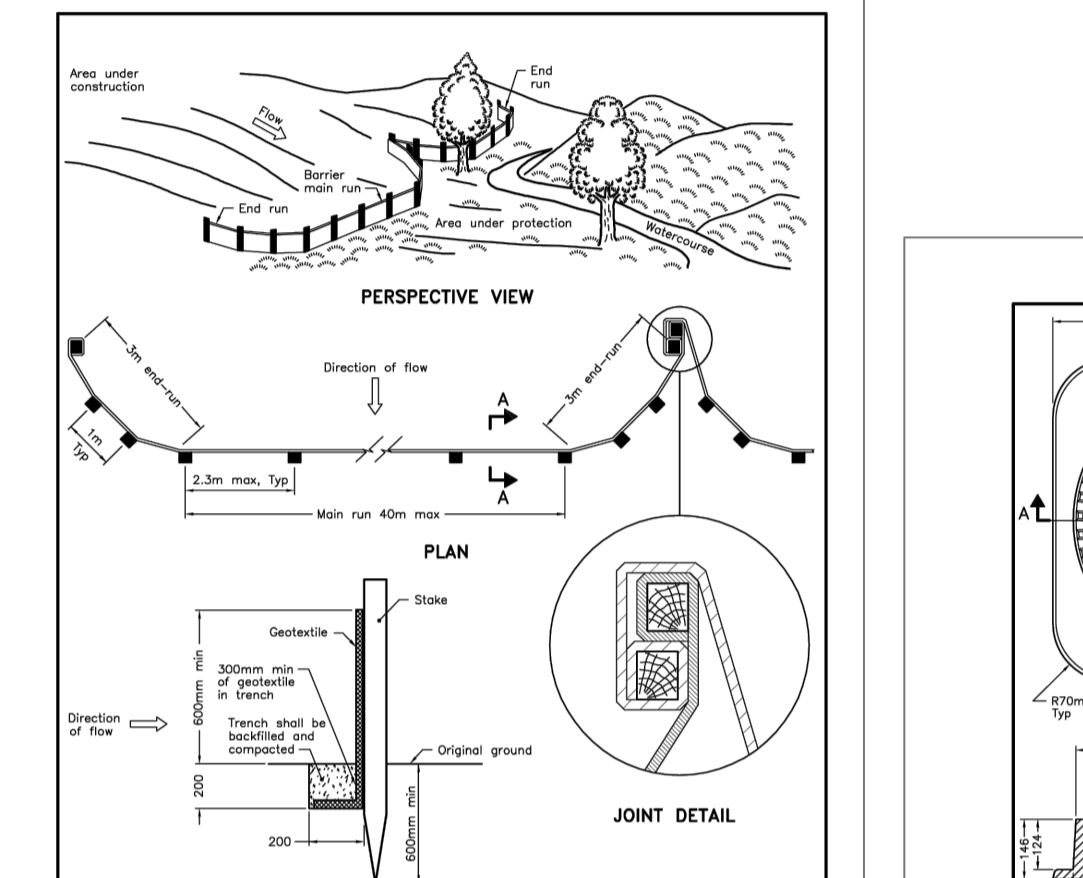 Area under
construction
End
run
Flow
Barrier
main run
End run
Area under protection
Watercourse
PERSPECTIVE VIEW
3m end-run
Direction of flow
3m end-run
A
1m
Typ
2.3m max, Typ
A
Main run 40m max
PLAN
Stake
Geotextile
600mm min
300mm min
of geotextile
in trench
Direction
of flow
Trench shall be
backfilled and
compacted
Original ground
200
200
600mm min
JOINT DETAIL
A
R70m
Typ
146
124